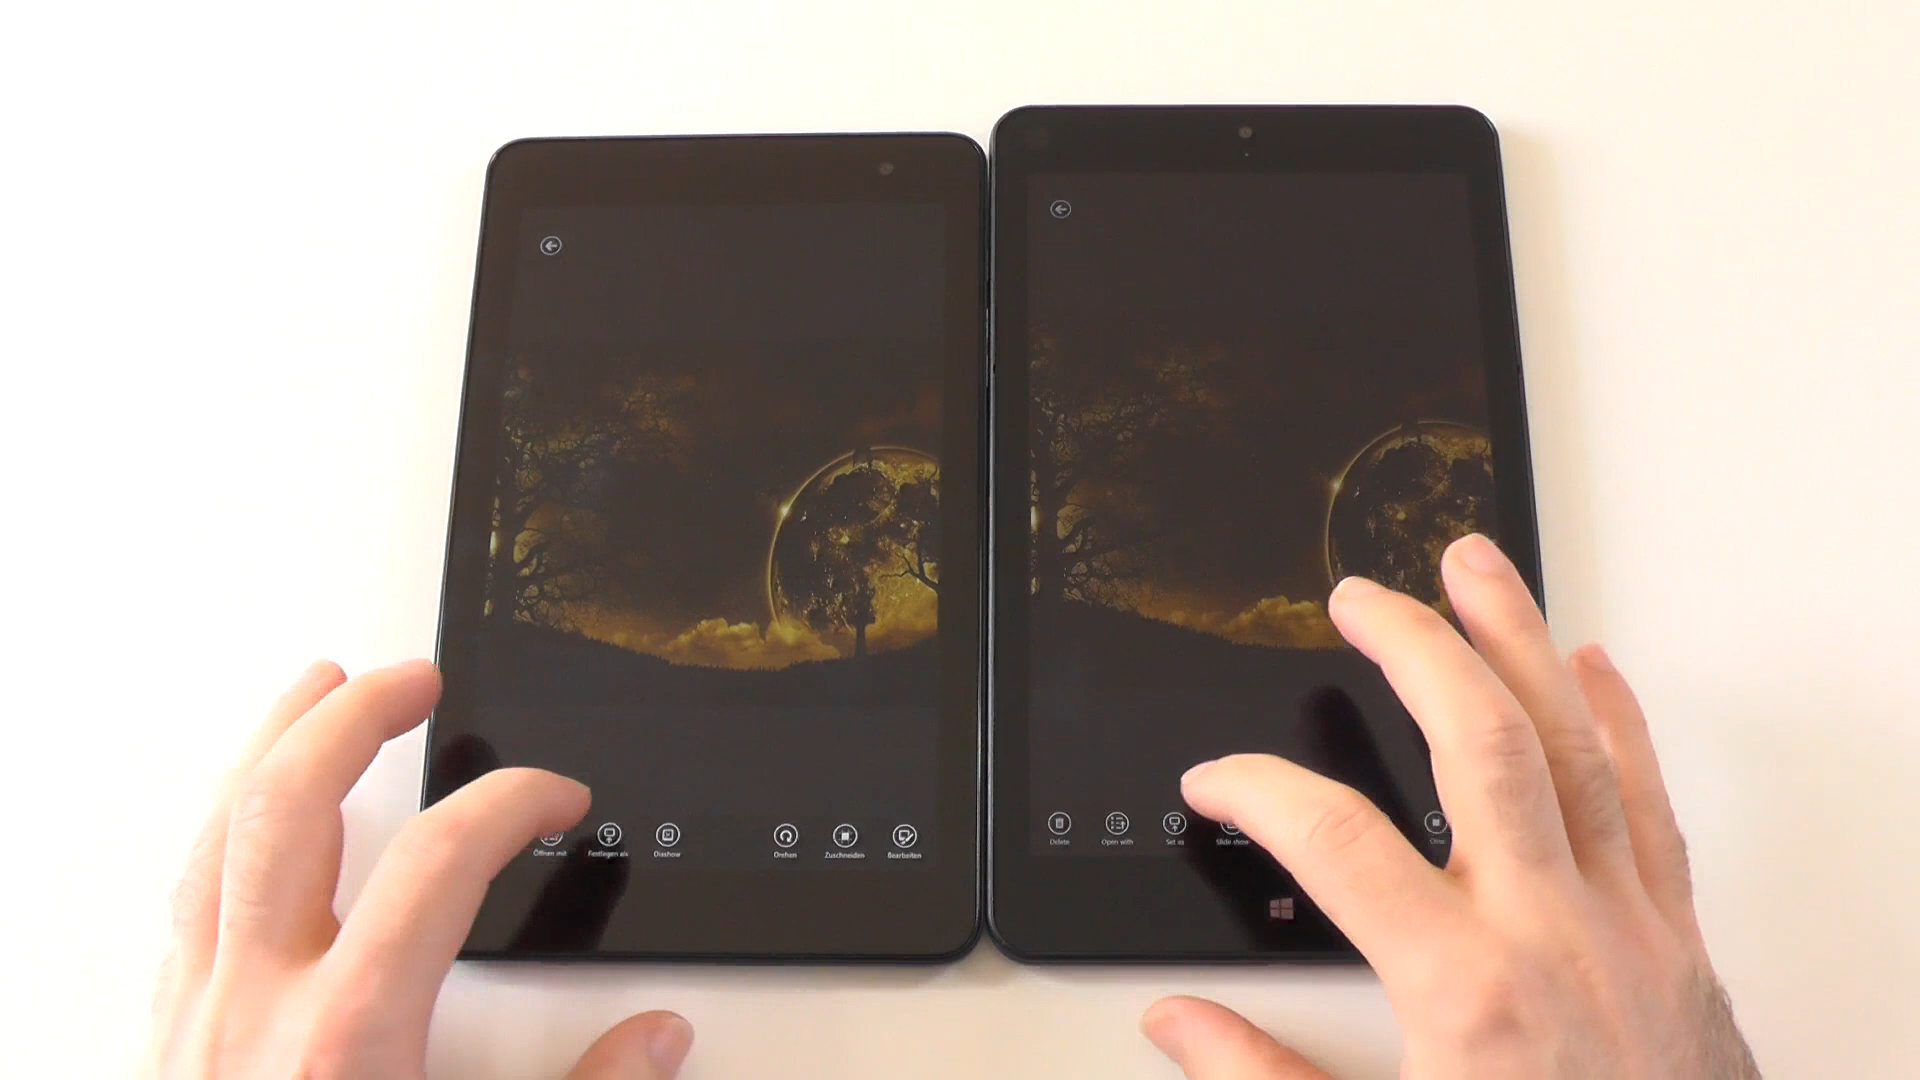 Öffnen mit
Festlegen als
Diashow
Drehen
Zuschneiden
Bearbeiten
Delete
Open with
Set as
Slide show